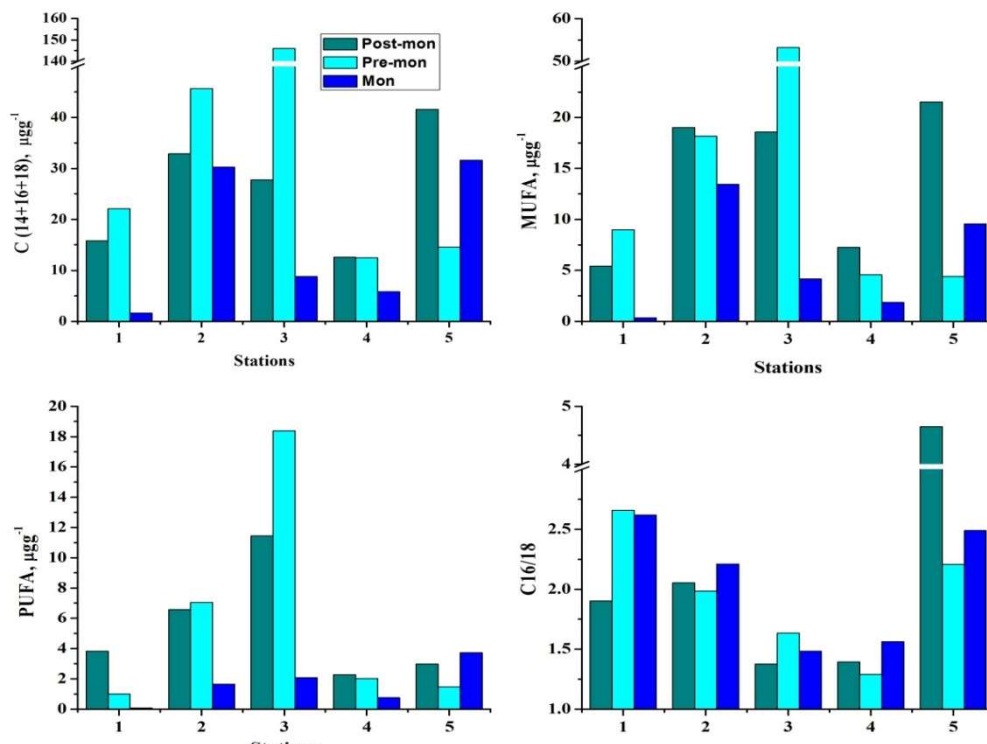 160
150
140
40
30
20
10
0
C (14+16+18), µgg-1
Post-mon
Pre-mon
Mon
1 2 3 4 5
Stations
60
50
20
15
10
5
0
MUFA, µgg-1
1 2 3 4 5
Stations
20
18
16
14
12
10
8
6
4
2
0
PUFA, µgg-1
1 2 3 4 5
5
4
2.5
2.0
1.5
1.0
C16/18
1 2 3 4 5